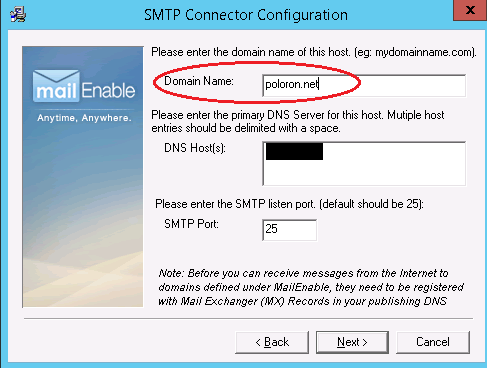 SMTP Connector Configuration
x
Please enter the domain name of this host. (eg: mydomainname.com).
Domain Name:
poloron.net
mailEnable
Anytime, Anywhere.
Please enter the primary DNS Server for this host. Mutiple host
entries should be delimited with a space.
DNS Host(s):
Please enter the SMTP listen port. (default should be 25):
SMTP Port:
25
Note: Before you can receive messages from the Internet to
domains defined under MailEnable, they need to be registered
with Mail Exchanger (MX) Records in your publishing DNS
< Back
Next >
Cancel